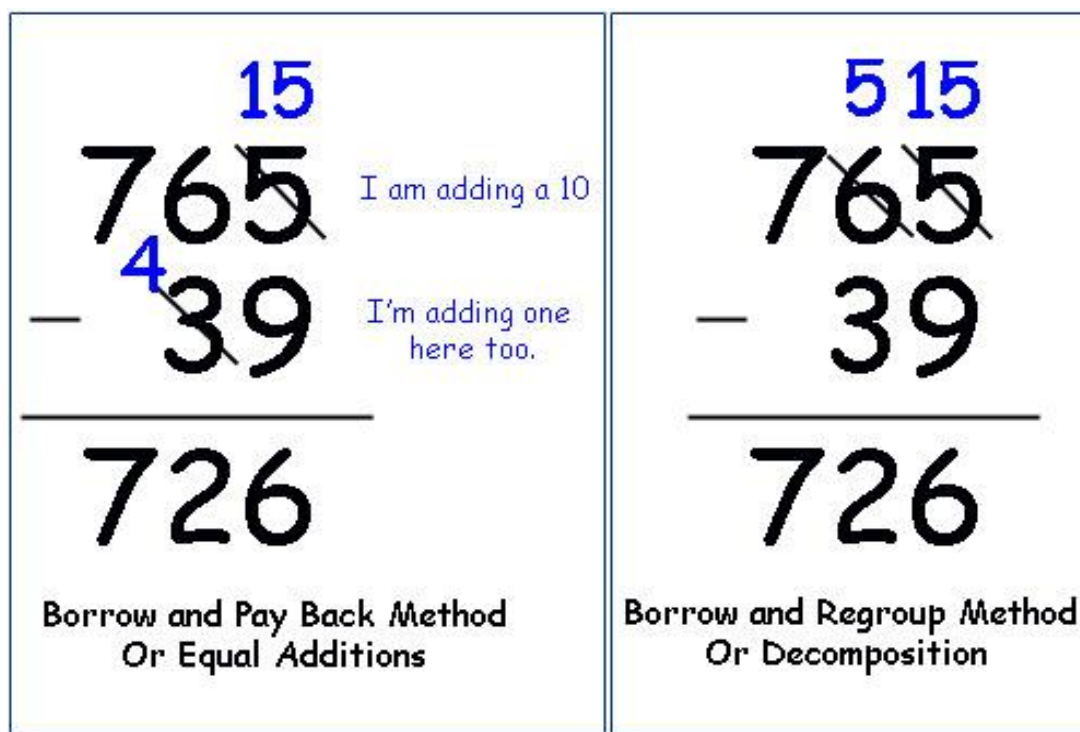 15
765 I am adding a 10
4
- 39 I'm adding one
here too.
726
Borrow and Pay Back Method
Or Equal Additions
5 15
765
- 39
726
Borrow and Regroup Method
Or Decomposition